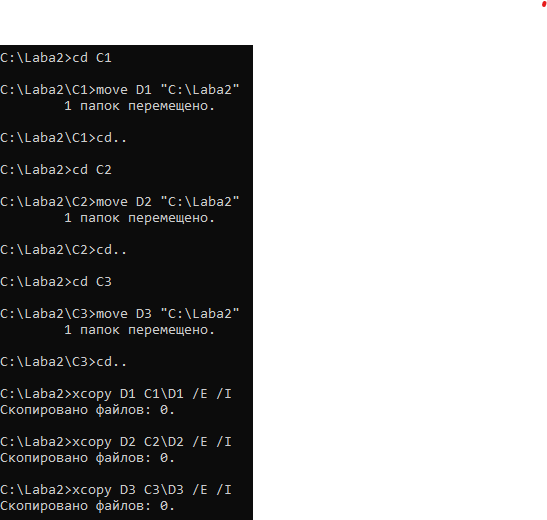 C:\Laba2>cd C1
C:\Laba2\C1>move D1 "C:\Laba2"
1 папок перемещено.
C:\Laba2\C1>cd..
C:\Laba2>cd C2
C:\Laba2\C2>move D2 "C:\Laba2"
1 папок перемещено.
C:\Laba2\C2>cd..
C:\Laba2>cd C3
C:\Laba2\C3>move D3 "C:\Laba2"
1 папок перемещено.
C:\Laba2\C3>cd..
C:\Laba2>xcopy D1 C1\D1 /E /I
Скопировано файлов: 0.
C:\Laba2>xcopy D2 C2\D2 /E /I
Скопировано файлов: 0.
C:\Laba2>xcopy D3 C3\D3 /E /I
Скопировано файлов: 0.